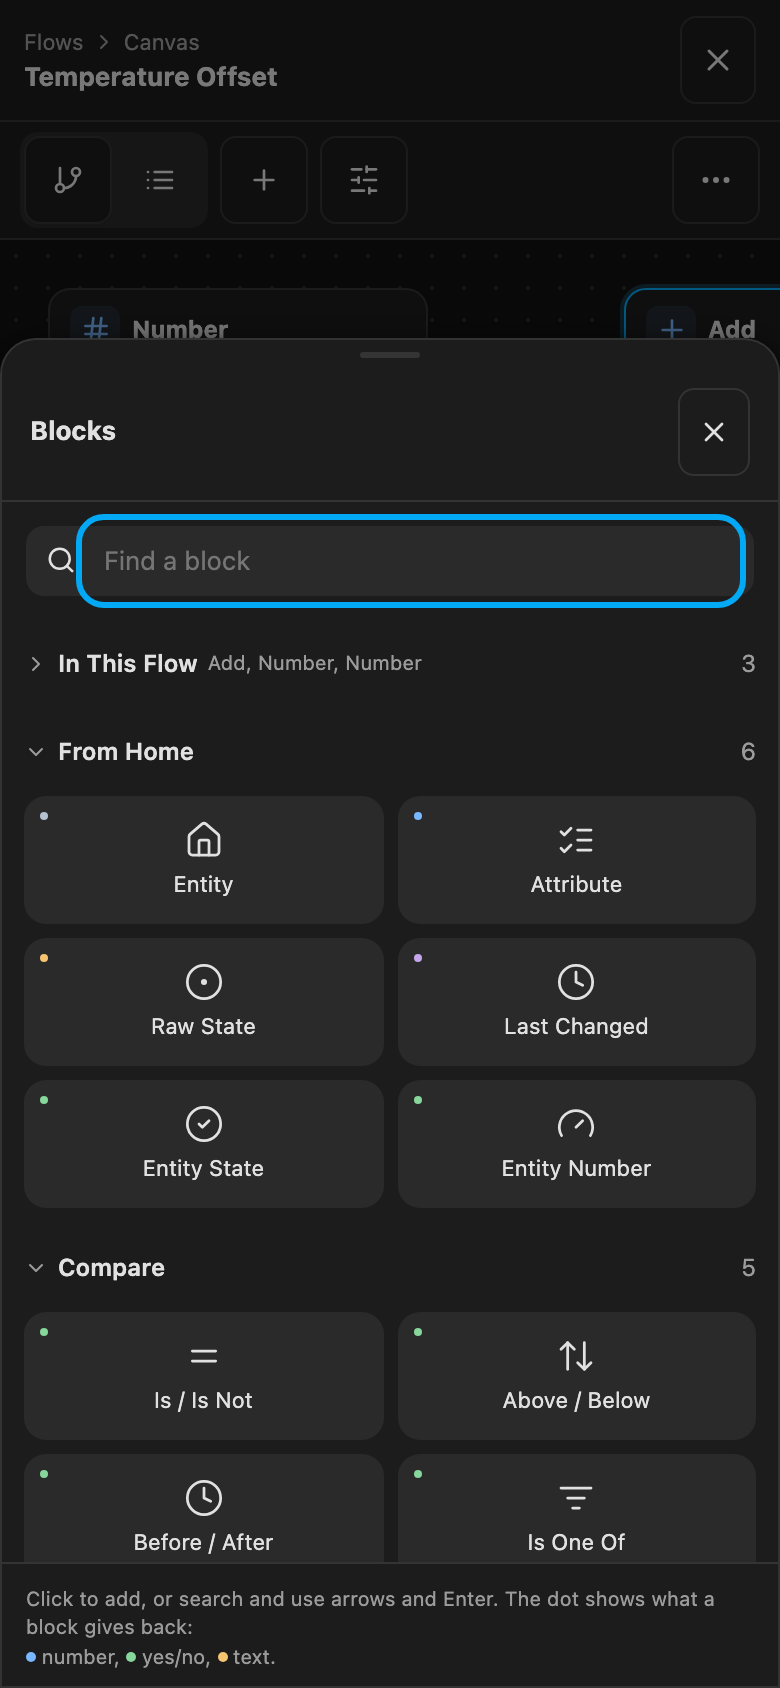 Flows > Canvas
Temperature Offset
Number
Add
Blocks
Find a block
In This Flow Add, Number, Number 3
From Home 6
Entity
Attribute
Raw State
Last Changed
Entity State
Entity Number
Compare 5
Is / Is Not
Above / Below
Before / After
Is One Of
Click to add, or search and use arrows and Enter. The dot shows what a
block gives back:
number, yes/no, text.